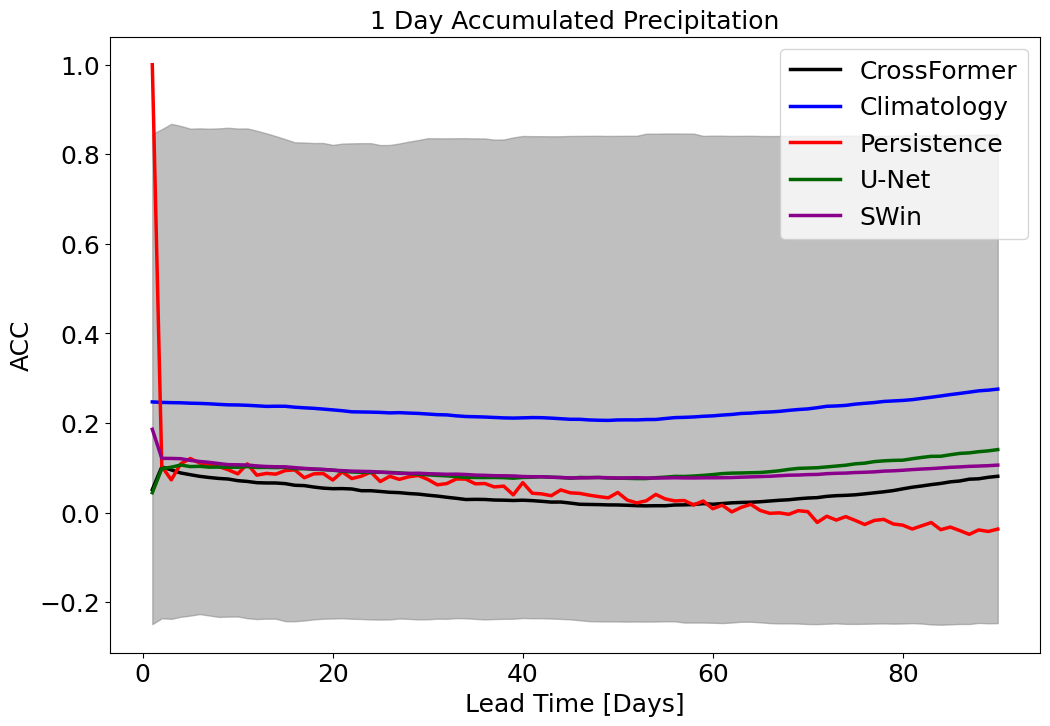 1 Day Accumulated Precipitation
ACC
1.0
0.8
0.6
0.4
0.2
0.0
−0.2
CrossFormer
Climatology
Persistence
U-Net
SWin
0 20 40 60 80
Lead Time [Days]